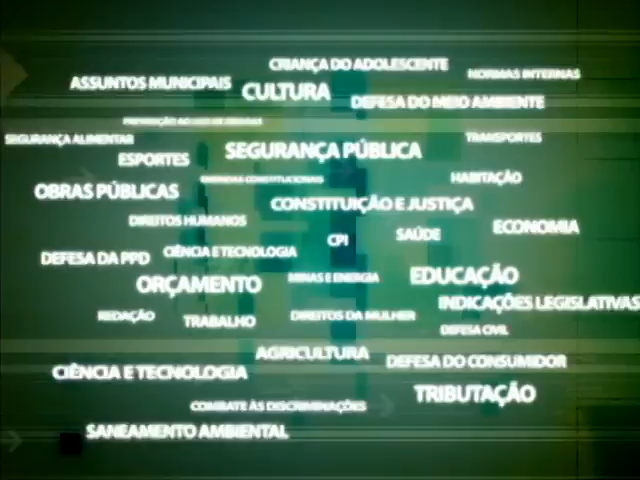 CRIANÇA DO ADOLESCENTE
NORMAS INTERNAS
ASSUNTOS MUNICIPAIS
CULTURA
DEFESA DO MEIO AMBIENTE
SEGURANÇA ALIMENTAR
TRANSPORTES
SEGURANÇA PÚBLICA
ESPORTES
EMENDAS CONSTITUCIONAIS
HABITAÇÃO
OBRAS PÚBLICAS
CONSTITUIÇÃO E JUSTIÇA
DIREITOS HUMANOS
ECONOMIA
CPI
SAÚDE
DEFESA DA PPD
CIÊNCIA E TECNOLOGIA
ORÇAMENTO
MINAS E ENERGIA
EDUCAÇÃO
INDICAÇÕES LEGISLATIVAS
REDAÇÃO
TRABALHO
DIREITOS DA MULHER
DEFESA CIVIL
AGRICULTURA
DEFESA DO CONSUMIDOR
CIÊNCIA E TECNOLOGIA
TRIBUTAÇÃO
COMBATE ÀS DISCRIMINAÇÕES
SANEAMENTO AMBIENTAL